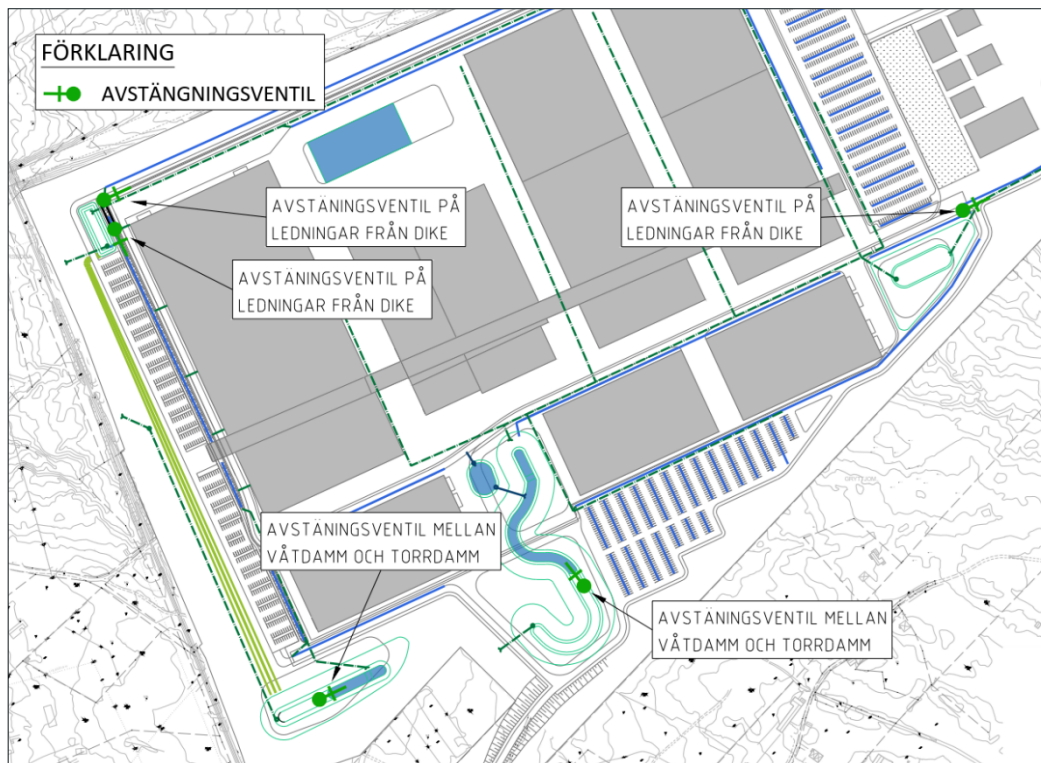 FÖRKLARING
AVSTÄNGNINGSVENTIL
AVSTÄNINGSVENTIL PÅ
LEDNINGAR FRÅN DIKE
AVSTÄNINGSVENTIL PÅ
LEDNINGAR FRÅN DIKE
AVSTÄNINGSVENTIL PÅ
LEDNINGAR FRÅN DIKE
AVSTÄNINGSVENTIL MELLAN
VÅTDAMM OCH TORRDAMM
AVSTÄNINGSVENTIL MELLAN
VÅTDAMM OCH TORRDAMM